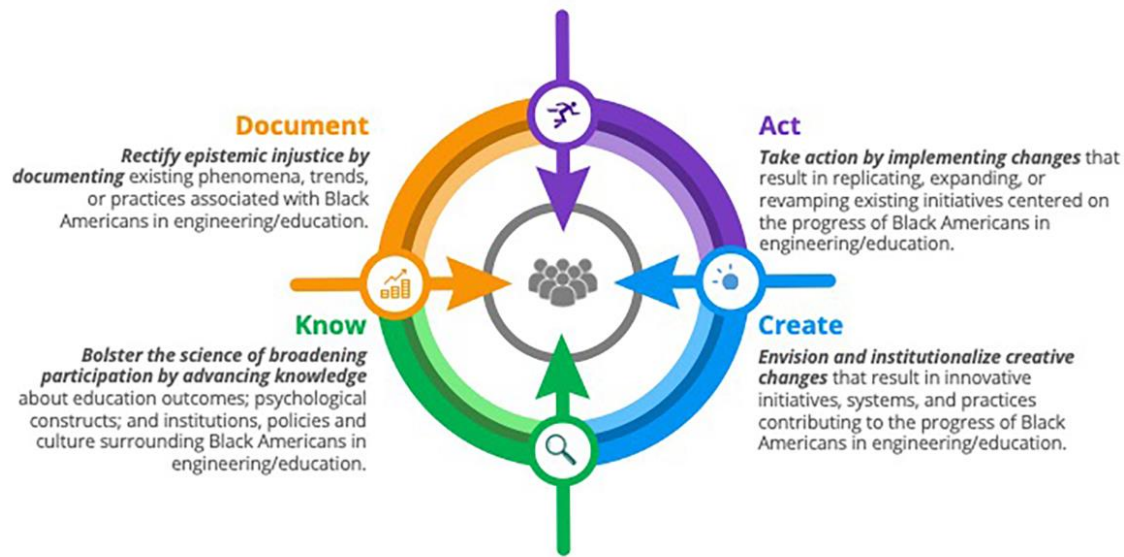 Document
Rectify epistemic injustice by
documenting existing phenomena, trends,
or practices associated with Black
Americans in engineering/education.
Act
Take action by implementing changes that
result in replicating, expanding, or
revamping existing initiatives centered on
the progress of Black Americans in
engineering/education.
Know
Bolster the science of broadening
participation by advancing knowledge
about education outcomes; psychological
constructs; and institutions, policies and
culture surrounding Black Americans in
engineering/education.
Create
Envision and institutionalize creative
changes that result in innovative
initiatives, systems, and practices
contributing to the progress of Black
Americans in engineering/education.